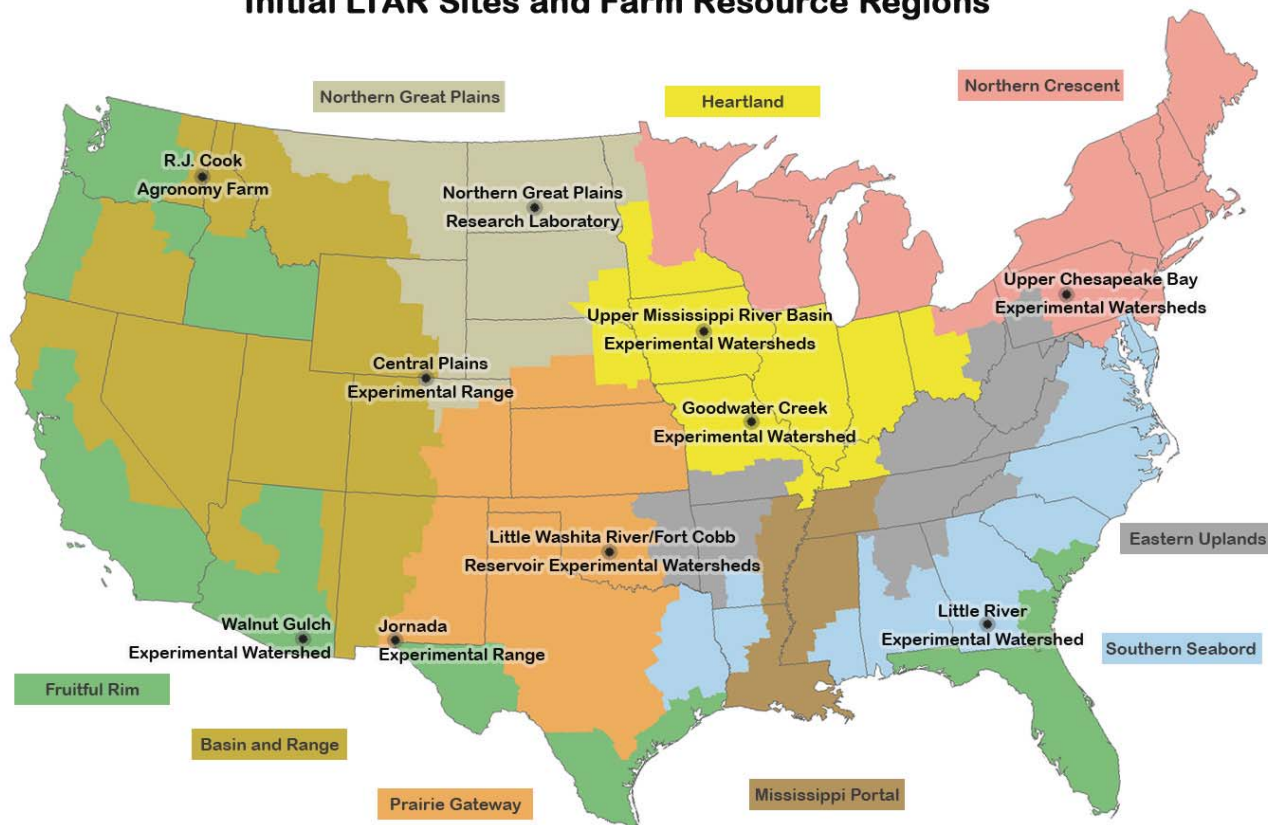 Initial LTAR Sites and Farm Resource Regions
Northern Great Plains
Heartland
Northern Crescent
R.J. Cook
Agronomy Farm
Northern Great Plains
Research Laboratory
Upper Chesapeake Bay
Experimental Watersheds
Upper Mississippi River Basin
Experimental Watersheds
Central Plains
Experimental Range
Goodwater Creek
Experimental Watershed
Little Washita River/Fort Cobb
Reservoir Experimental Watersheds
Eastern Uplands
Walnut Gulch
Experimental Watershed
Jornada
Experimental Range
Little River
Experimental Watershed
Southern Seabord
Fruitful Rim
Basin and Range
Prairie Gateway
Mississippi Portal